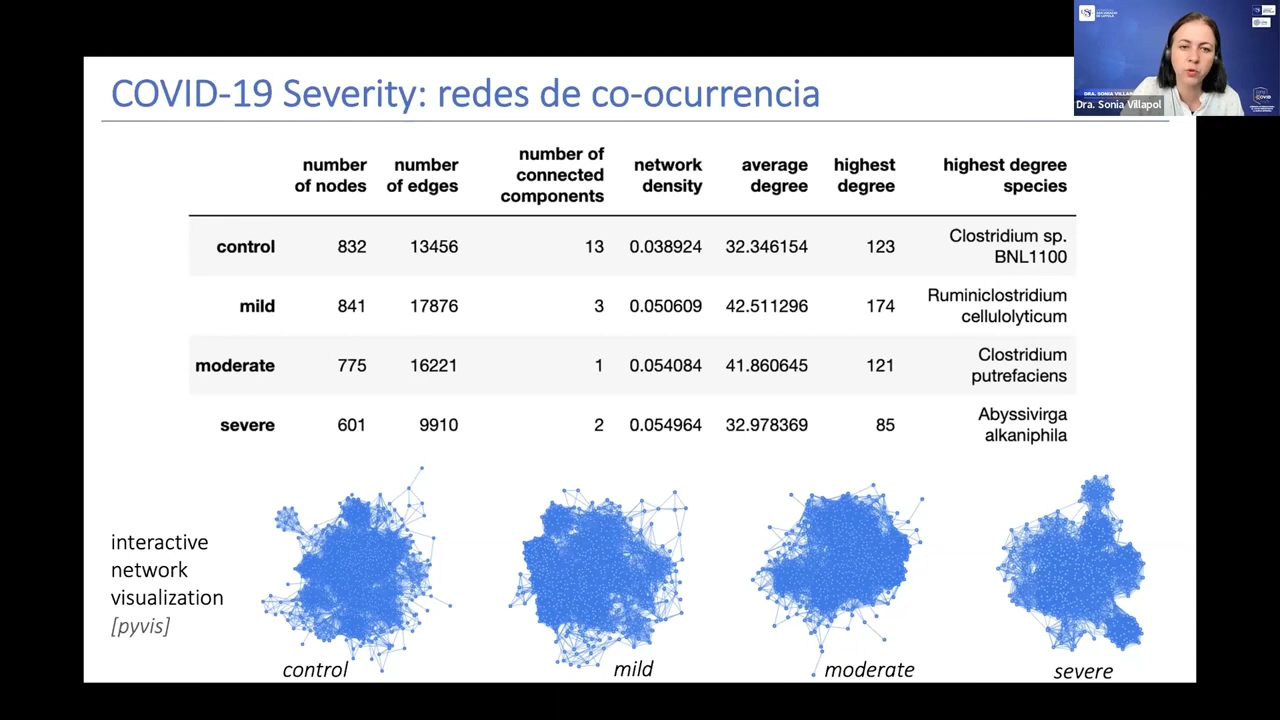 COVID-19 Severity: redes de co-ocurrencia
Dra. Sonia Villapol
number of nodes number of edges number of connected components network density average degree highest degree highest degree species
control 832 13456 13 0.038924 32.346154 123 Clostridium sp. BNL1100
mild 841 17876 3 0.050609 42.511296 174 Ruminiclostridium cellulolyticum
moderate 775 16221 1 0.054084 41.860645 121 Clostridium putrefaciens
severe 601 9910 2 0.054964 32.978369 85 Abyssivirga alkaniphila
interactive
network
visualization
[pyvis]
control mild moderate severe